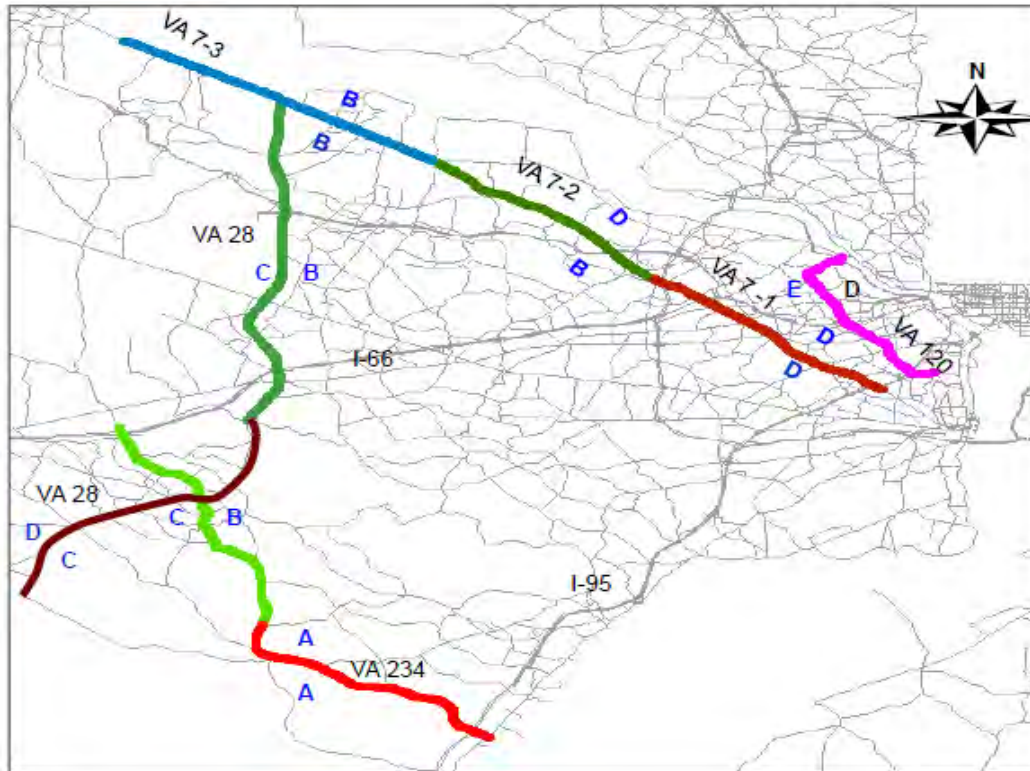 VA 7-3
N
B
B
VA 7-2
D
VA 28
C B
B
VA 7 -1
E D
D
VA 120
I-66
D
VA 28
C B
D
C
I-95
A
VA 234
A